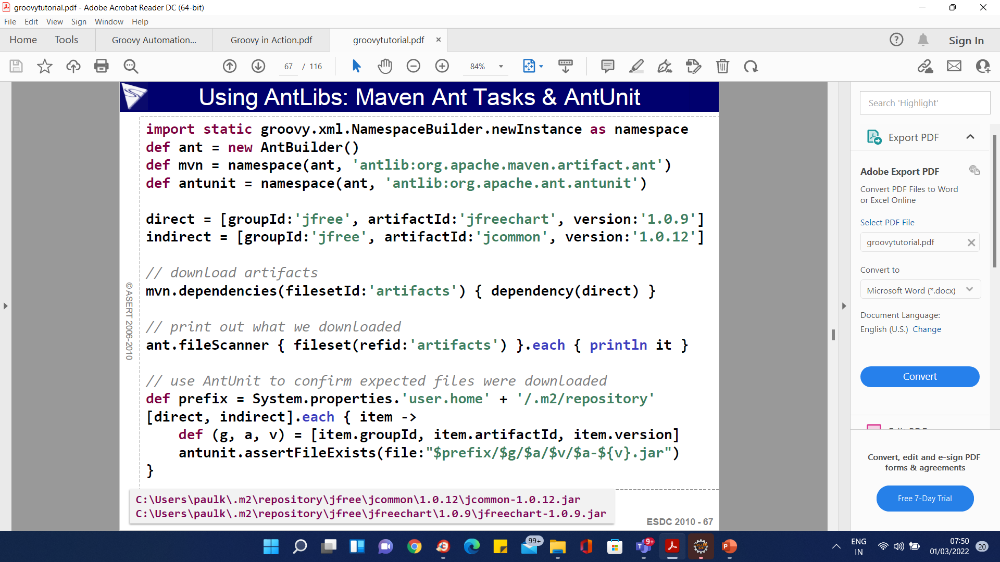 groovytutorial.pdf - Adobe Acrobat Reader DC (64-bit)
File Edit View Sign Window Help
Home Tools Groovy Automation... Groovy in Action.pdf groovytutorial.pdf × Sign In
67 / 116 84%
Using AntLibs: Maven Ant Tasks & AntUnit
import static groovy.xml.NamespaceBuilder.newInstance as namespace
def ant = new AntBuilder()
def mvn = namespace(ant, 'antlib:org.apache.maven.artifact.ant')
def antunit = namespace(ant, 'antlib:org.apache.ant.antunit')
direct = [groupId:'jfree', artifactId:'jfreechart', version:'1.0.9']
indirect = [groupId:'jfree', artifactId:'jcommon', version:'1.0.12']
// download artifacts
mvn.dependencies(filesetId:'artifacts') { dependency(direct) }
// print out what we downloaded
ant.fileScanner { fileset(refid:'artifacts') }.each { println it }
// use AntUnit to confirm expected files were downloaded
def prefix = System.properties.'user.home' + '/.m2/repository'
[direct, indirect].each { item ->
    def (g, a, v) = [item.groupId, item.artifactId, item.version]
    antunit.assertFileExists(file:"$prefix/$g/$a/$v/$a-${v}.jar")
}
C:\Users\paulk\.m2\repository\jfree\jcommon\1.0.12\jcommon-1.0.12.jar
C:\Users\paulk\.m2\repository\jfree\jfreechart\1.0.9\jfreechart-1.0.9.jar
© ASERT 2006-2010
ESDC 2010 - 67
Search 'Highlight'
Export PDF
Adobe Export PDF
Convert PDF Files to Word
or Excel Online
Select PDF File
groovytutorial.pdf
Convert to
Microsoft Word (*.docx)
Document Language:
English (U.S.) Change
Convert
Convert, edit and e-sign PDF
forms & agreements
Free 7-Day Trial
99+
9+
ENG
IN
07:50
01/03/2022
20